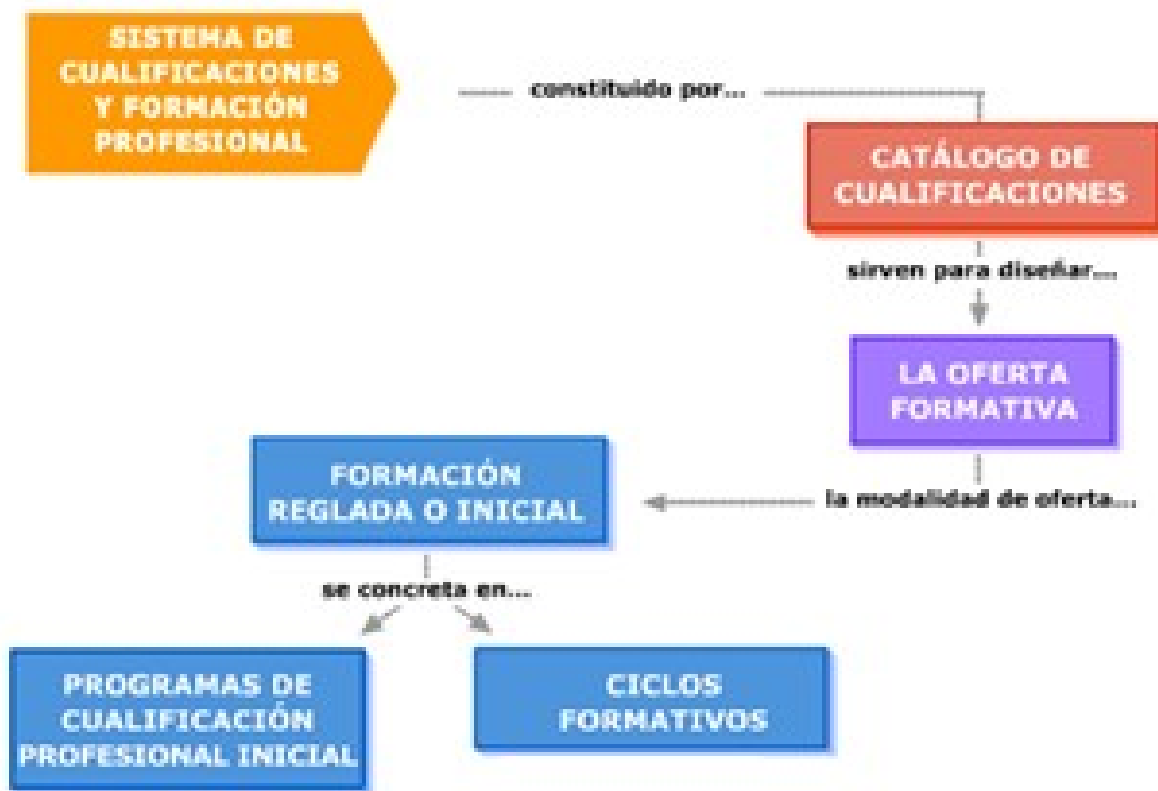 SISTEMA DE
CUALIFICACIONES
Y FORMACIÓN
PROFESIONAL
constituido por...
CATÁLOGO DE
CUALIFICACIONES
sirven para diseñar...
LA OFERTA
FORMATIVA
la modalidad de oferta...
FORMACIÓN
REGLADA O INICIAL
se concreta en...
PROGRAMAS DE
CUALIFICACIÓN
PROFESIONAL INICIAL
CICLOS
FORMATIVOS